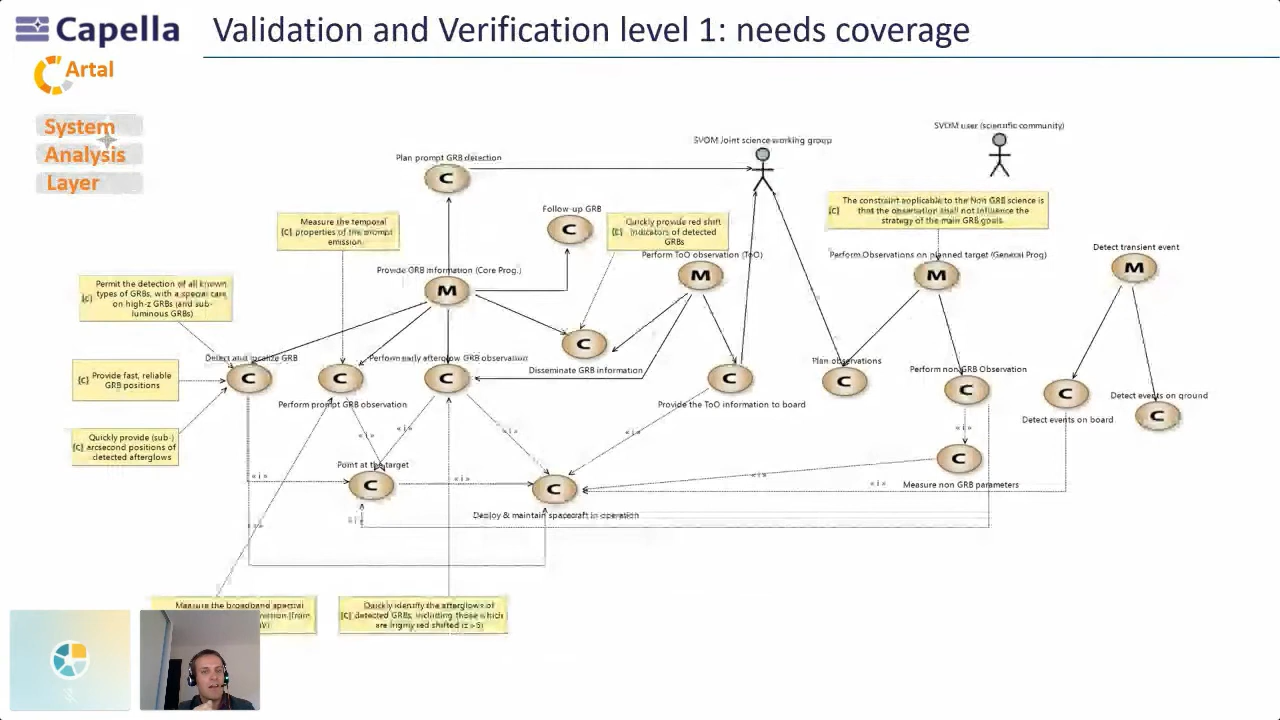 Capella
Validation and Verification level 1: needs coverage
Artal
System
Analysis
Layer
SVOM user (scientific community)
SVOM Joint science working group
Plan prompt GRB detection
C
Measure the temporal
{C} properties of the prompt
emission.
Follow-up GRB
C
Quickly provide red shift
{C} indicators of detected
GRBs
The constraint applicable to the Non GRB science is
{C} that the observation shall not influence the
strategy of the main GRB goals.
Perform ToO observation (ToO)
M
Perform Observations on planned target (General Prog)
M
Detect transient event
M
Provide GRB information (Core Prog.)
M
Permit the detection of all known
{C} types of GRBs, with a special care
on high-z GRBs (and sub-
luminous GRBs)
Detect and localize GRB
C
Perform prompt GRB observation
C
Perform early afterglow GRB observation
C
Disseminate GRB information
C
Provide the ToO information to board
C
Plan observations
C
Perform non GRB Observation
C
Detect events on board
C
Detect events on ground
C
{C} Provide fast, reliable
GRB positions
Quickly provide (sub-)
{C} arcsecond positions of
detected afterglows
« i »
« i »
« i »
« i »
« i »
Point at the target
C
« i »
« i »
« i »
« i »
C
Measure non GRB parameters
C
Deploy & maintain spacecraft in operation
« i »
Measure the broadband spectral
Quickly identify the afterglows of
{C} detected GRBs, including those which
are highly red shifted (z > 5)